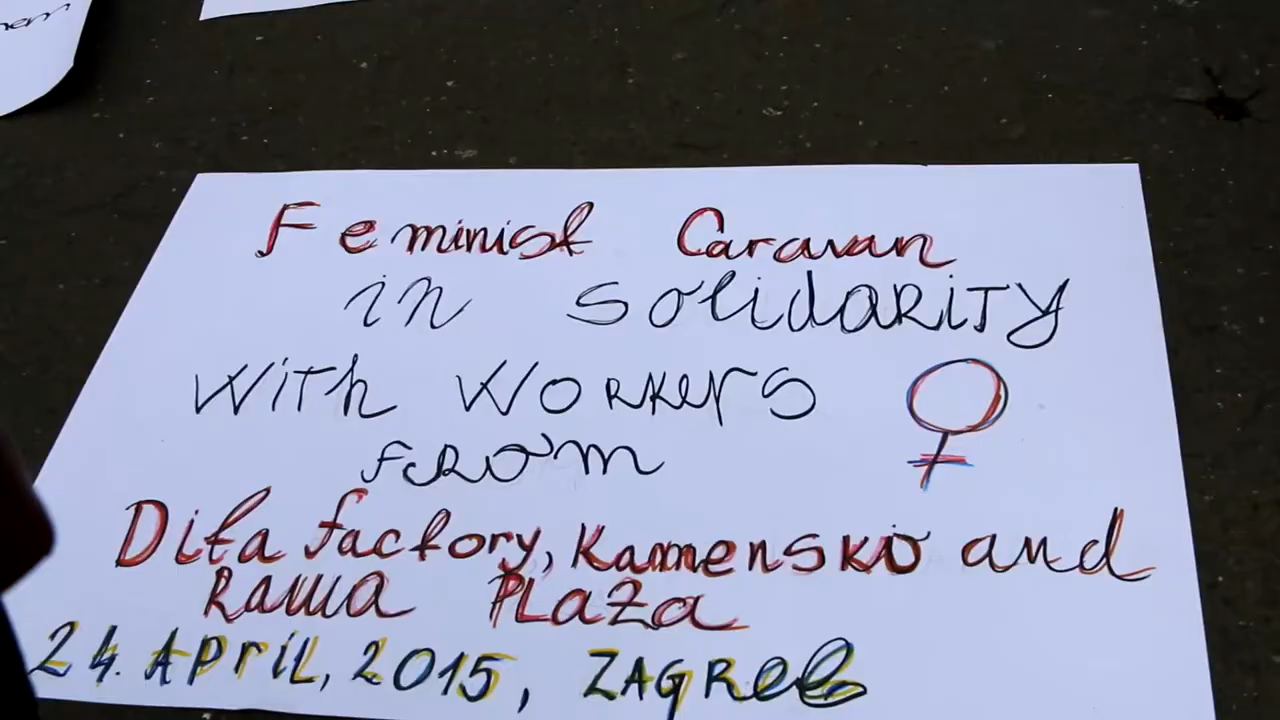 Feminist Caravan
in SolidaRITY
WiTh WoRKers
FROm
Dita factory, Kamensko and
Rana PLaZa
24. APriL, 2015, ZAGReb